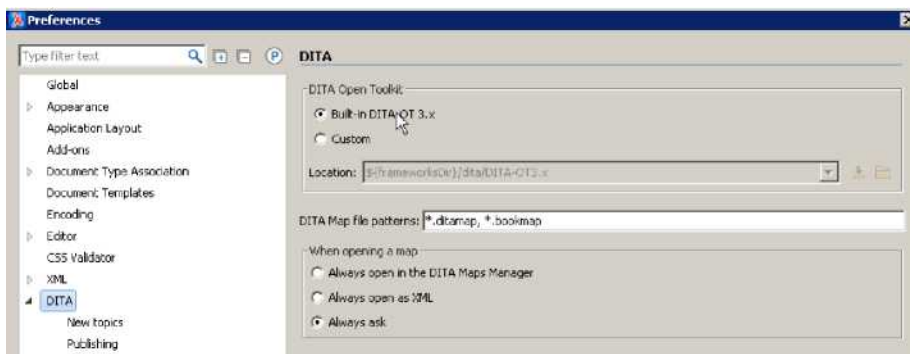 Preferences
Type filter text
P
DITA
Global
Appearance
Application Layout
Add-ons
Document Type Association
Document Templates
Encoding
Editor
CSS Validator
XML
DITA
New topics
Publishing
DITA Open Toolkit
Built-in DITA-OT 3.x
Custom
Location: ${frameworksDir}/dita/DITA-OT3.x
DITA Map file patterns: *.ditamap, *.bookmap
When opening a map
Always open in the DITA Maps Manager
Always open as XML
Always ask